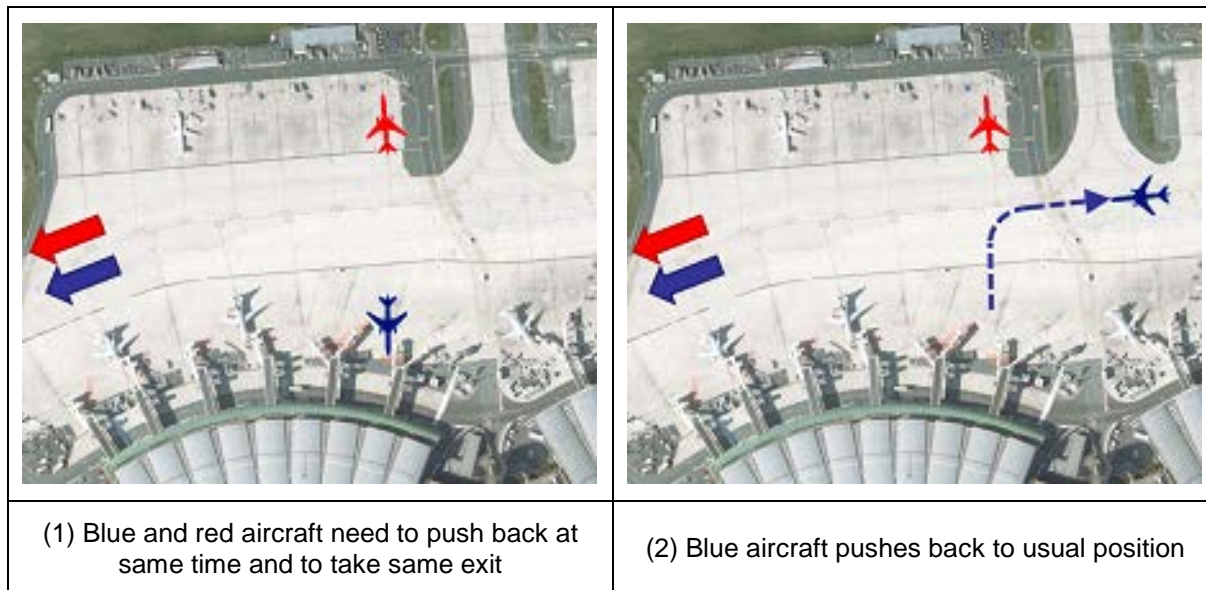 (1) Blue and red aircraft need to push back at
same time and to take same exit
(2) Blue aircraft pushes back to usual position